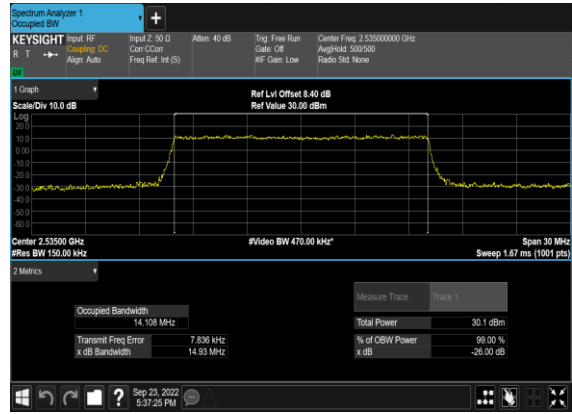 Spectrum Analyzer 1
Occupied BW
+
KEYSIGHT Input: RF Input Z: 50 Ω Atten: 40 dB Trig: Free Run Center Freq: 2.535000000 GHz
R T Coupling: DC Corr CCorr Gate: Off Avg|Hold: 500/500
Align: Auto Freq Ref: Int (S) #IF Gain: Low Radio Std: None
1 Graph Ref Lvl Offset 8.40 dB
Scale/Div 10.0 dB Ref Value 30.00 dBm
Log
20.0
10.0
0.00
-10.0
-20.0
-30.0
-40.0
-50.0
-60.0
Center 2.53500 GHz #Video BW 470.00 kHz* Span 30 MHz
#Res BW 150.00 kHz Sweep 1.67 ms (1001 pts)
2 Metrics
Measure Trace Trace 1
Occupied Bandwidth
14.108 MHz Total Power 30.1 dBm
Transmit Freq Error 7.836 kHz % of OBW Power 99.00 %
x dB Bandwidth 14.93 MHz x dB -26.00 dB
? Sep 23, 2022
5:37:25 PM